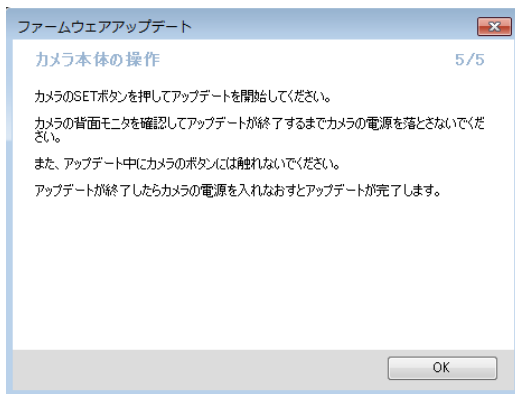 ファームウェアアップデート
カメラ本体の操作
5/5
カメラのSETボタンを押してアップデートを開始してください。
カメラの背面モニタを確認してアップデートが終了するまでカメラの電源を落とさないでくだ
さい。
また、アップデート中にカメラのボタンには触れないでください。
アップデートが終了したらカメラの電源を入れなおすとアップデートが完了します。
OK